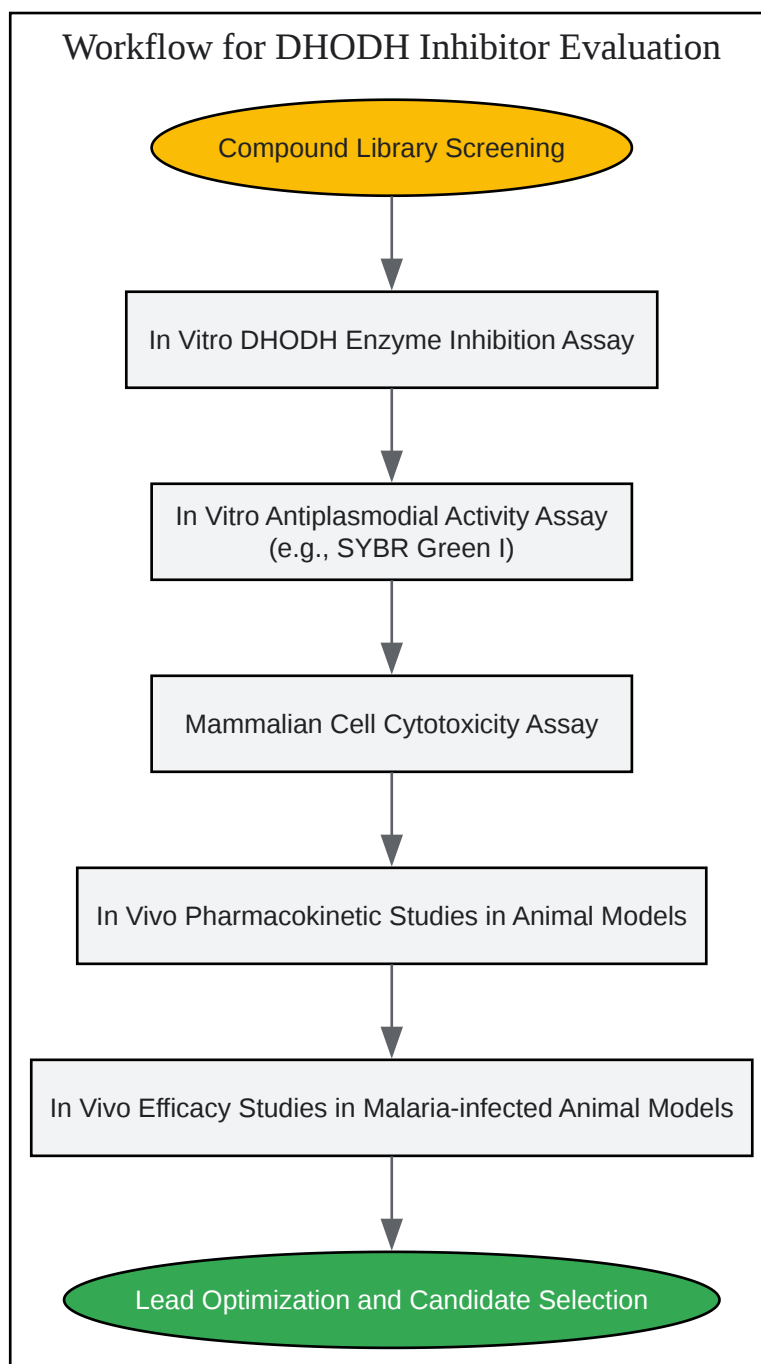 Workflow for DHODH Inhibitor Evaluation
Compound Library Screening
In Vitro DHODH Enzyme Inhibition Assay
In Vitro Antiplasmodial Activity Assay
(e.g., SYBR Green I)
Mammalian Cell Cytotoxicity Assay
In Vivo Pharmacokinetic Studies in Animal Models
In Vivo Efficacy Studies in Malaria-infected Animal Models
Lead Optimization and Candidate Selection